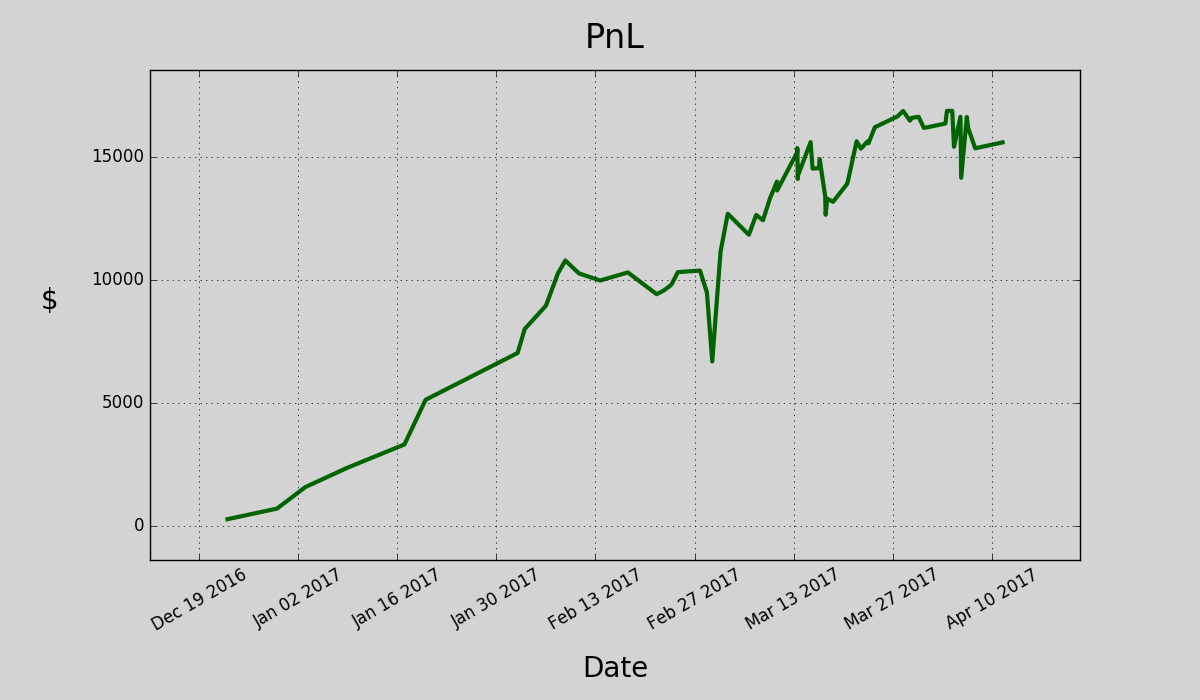 PnL
15000
10000
$
5000
0
Dec 19 2016
Jan 02 2017
Jan 16 2017
Jan 30 2017
Feb 13 2017
Feb 27 2017
Mar 13 2017
Mar 27 2017
Apr 10 2017
Date